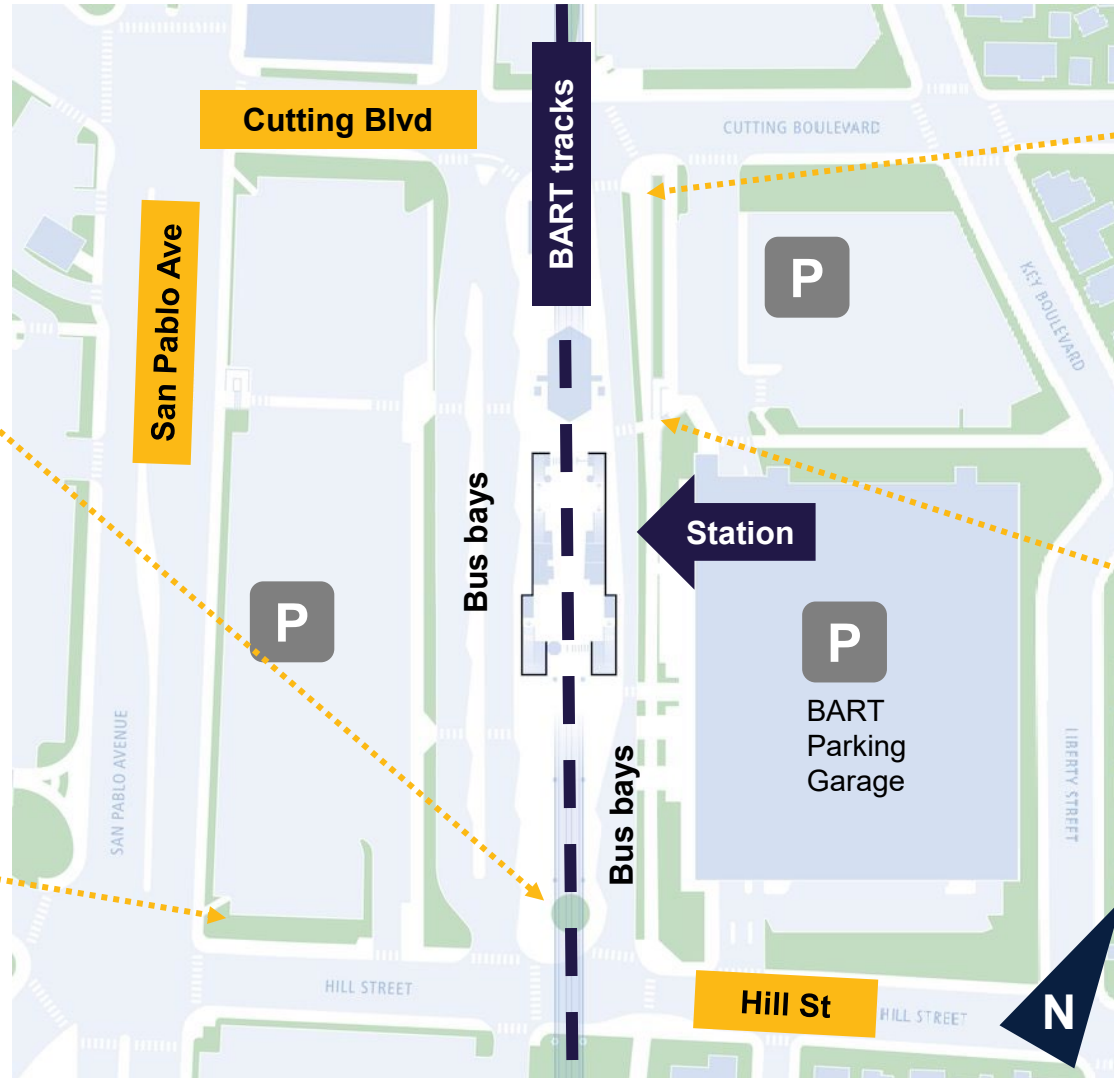 BART tracks
Cutting Blvd
CUTTING BOULEVARD
San Pablo Ave
P
KEY BOULEVARD
Bus bays
Station
P
P
BART
Parking
Garage
SAN PABLO AVENUE
LIBERTY STREET
Bus bays
HILL STREET
Hill St
HILL STREET
N